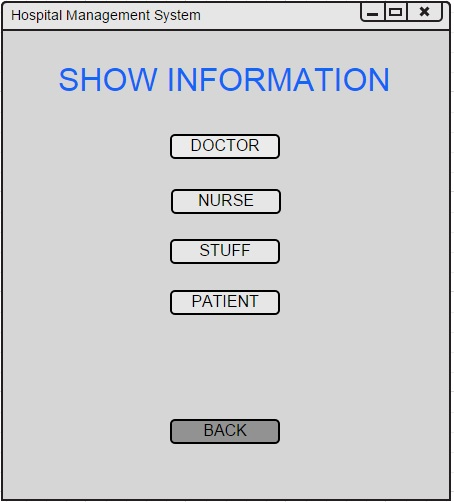 Hospital Management System
SHOW INFORMATION
DOCTOR
NURSE
STUFF
PATIENT
BACK